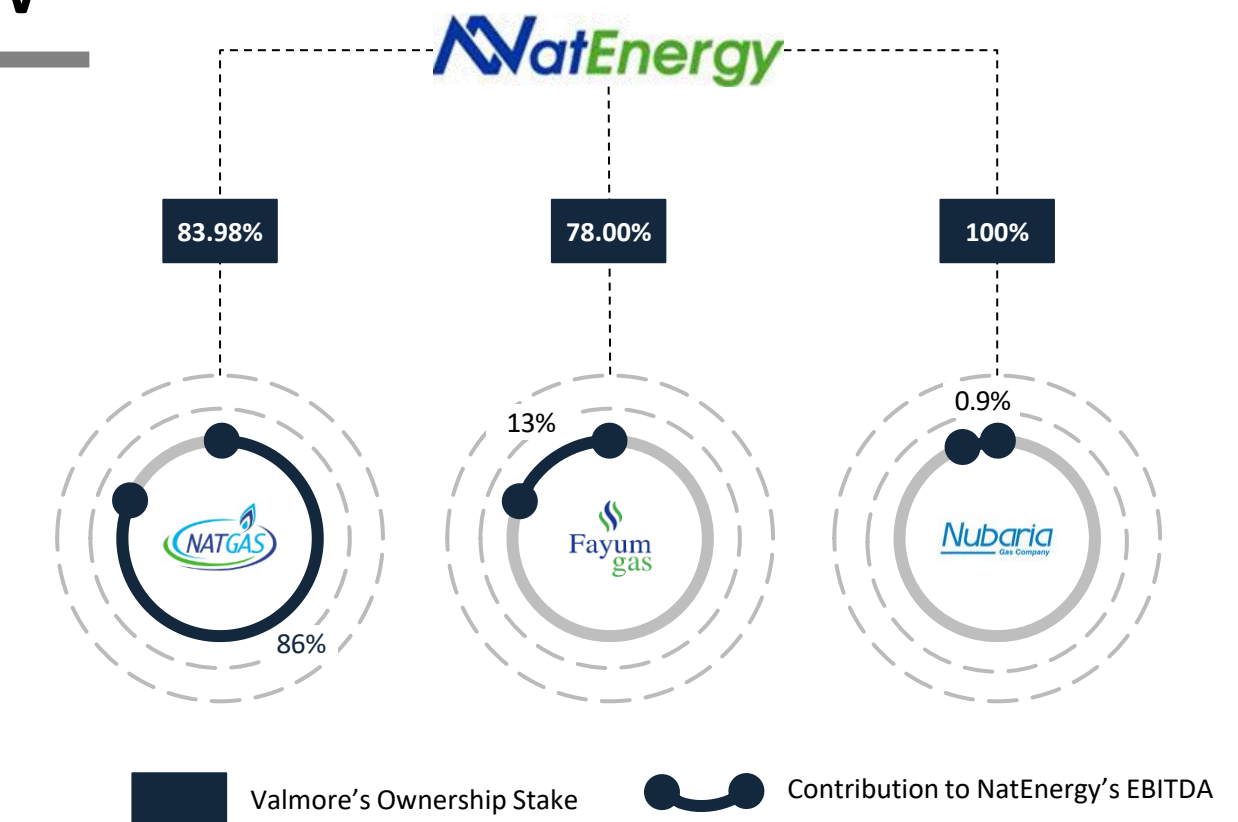 NatEnergy
83.98%
78.00%
100%
0.9%
13%
NATGAS
Fayum
gas
Nubaria
Gas Company
86%
Valmore's Ownership Stake
Contribution to NatEnergy's EBITDA